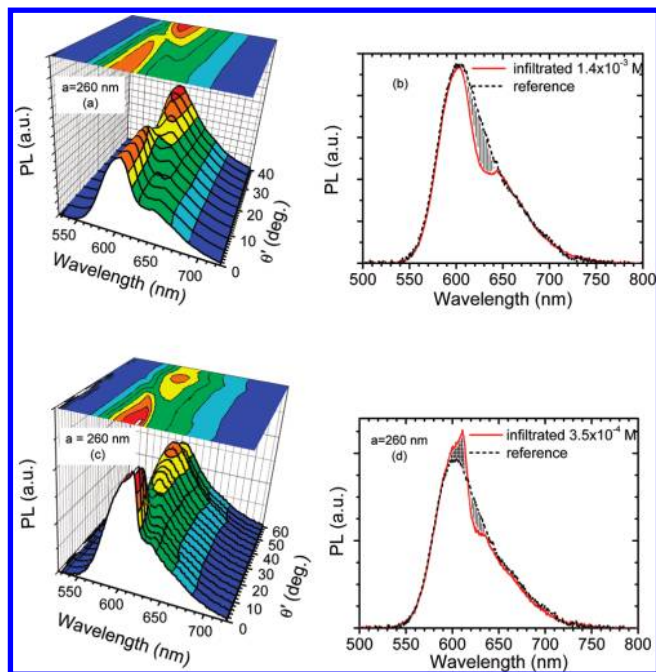 a=260 nm
(a)
PL (a.u.)
550
600
650
700
Wavelength (nm)
0
10
20
30
40
θ' (deg.)
(b)
infiltrated 1.4x10⁻³ M
reference
PL (a.u.)
500 550 600 650 700 750 800
Wavelength (nm)
a = 260 nm
(c)
PL (a.u.)
550
600
650
700
Wavelength (nm)
0
10
20
30
40
50
60
θ' (deg.)
a=260 nm
(d)
infiltrated 3.5x10⁻⁴ M
reference
PL (a.u.)
500 550 600 650 700 750 800
Wavelength (nm)